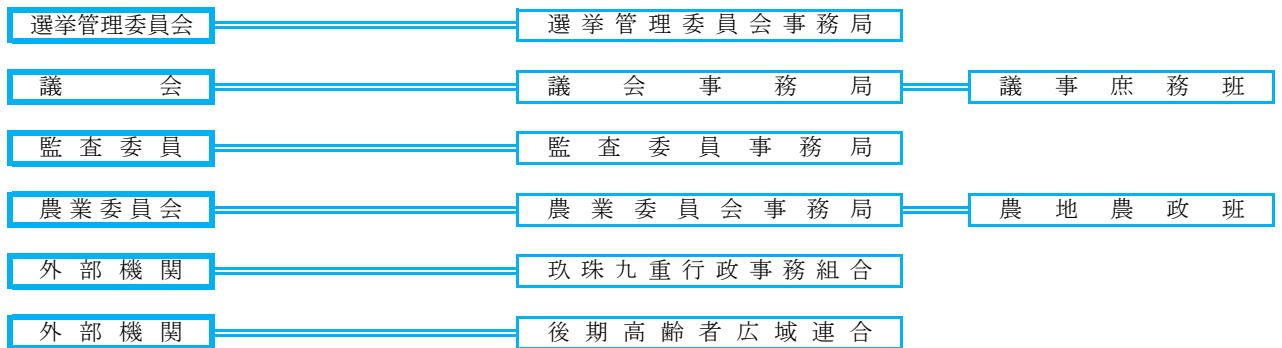 選挙管理委員会 選挙管理委員会事務局
議会 議会事務局 議事庶務班
監査委員 監査委員事務局
農業委員会 農業委員会事務局 農地農政班
外部機関 玖珠九重行政事務組合
外部機関 後期高齢者広域連合